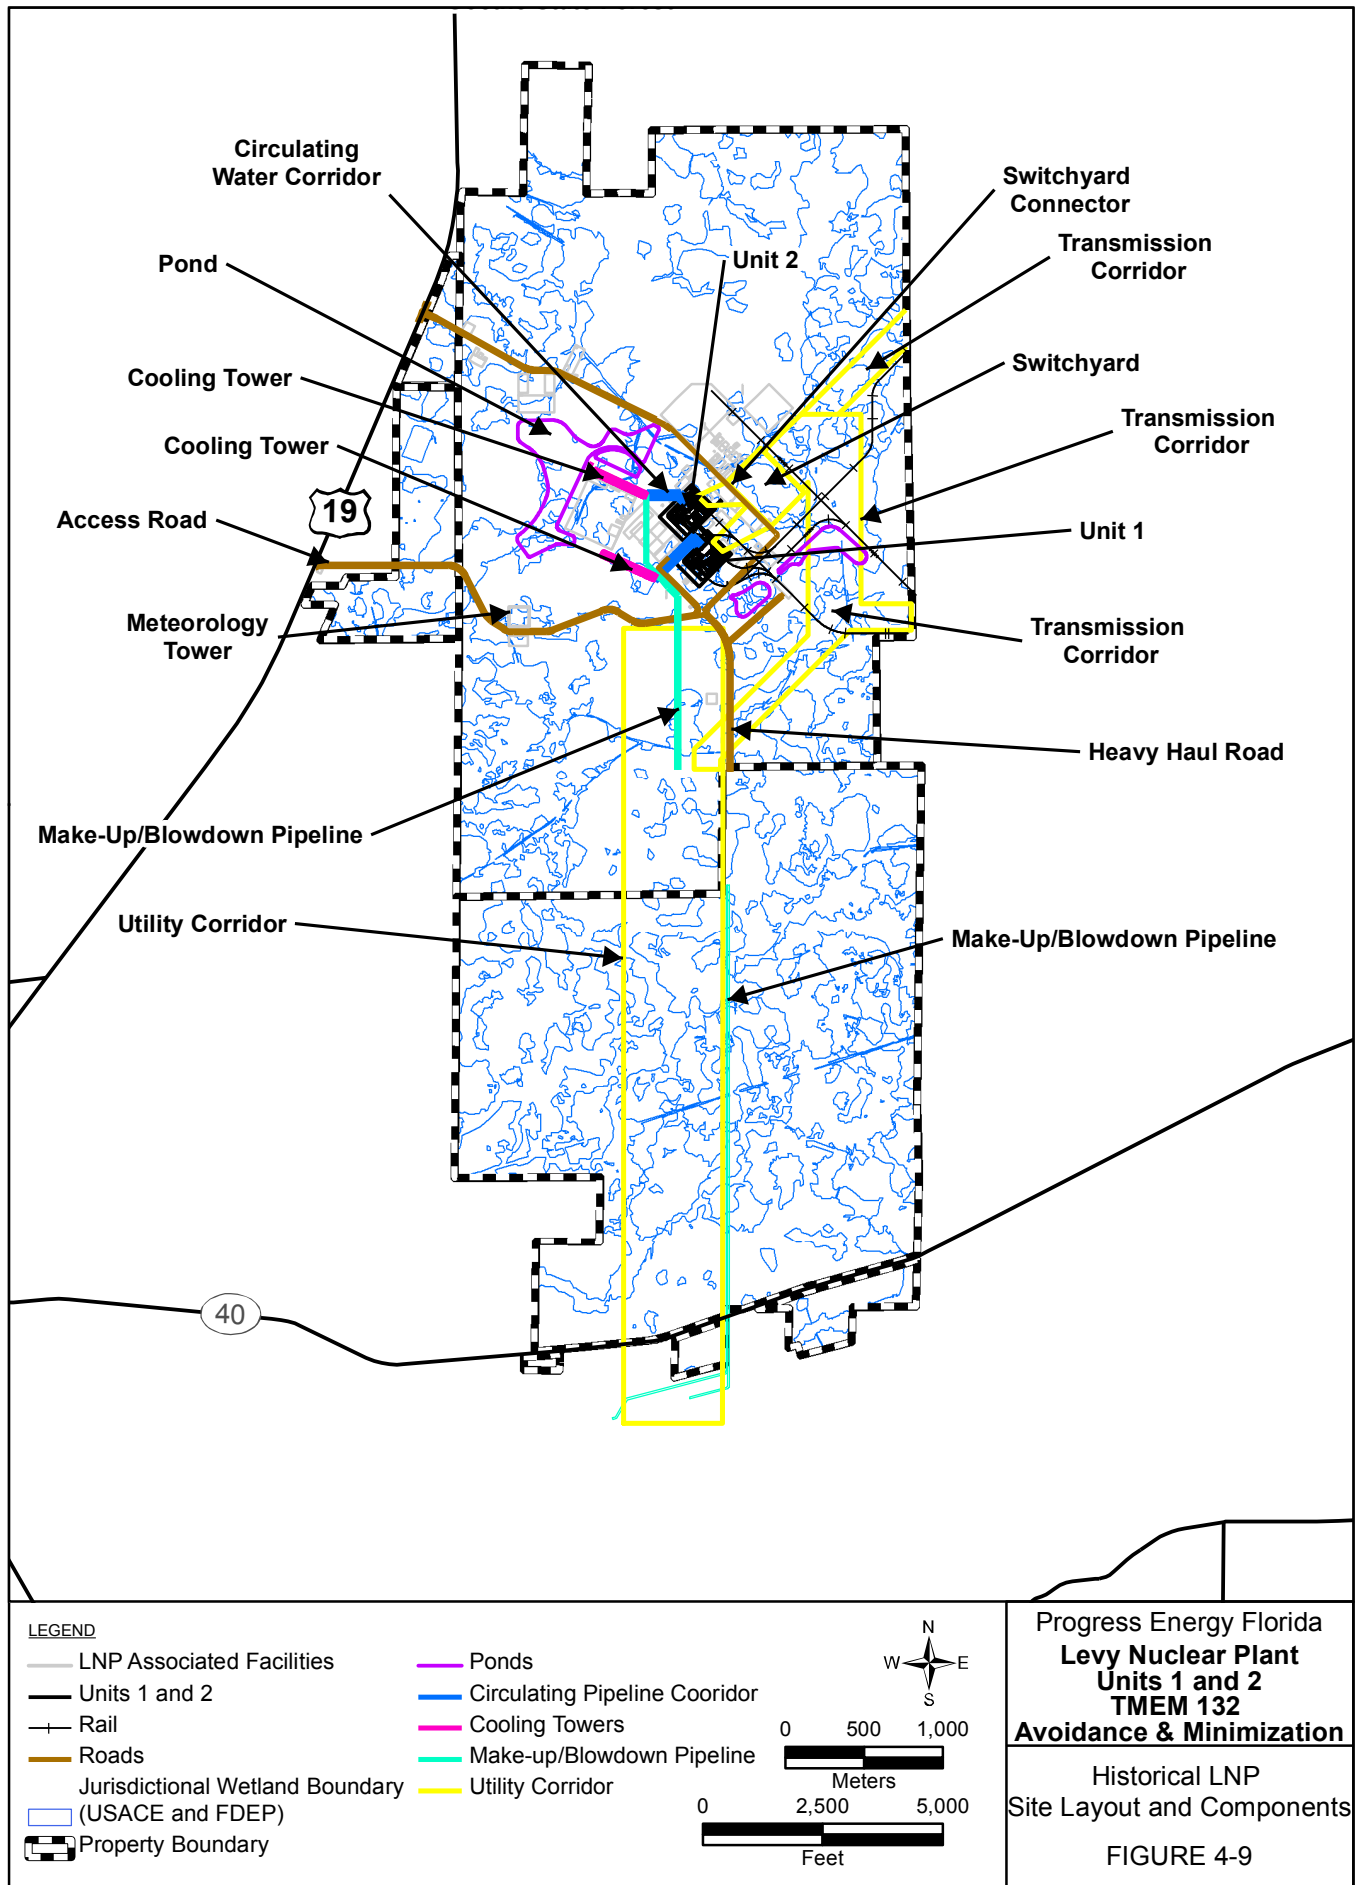 Circulating
Water Corridor
Switchyard
Connector
Unit 2
Transmission
Corridor
Pond
Switchyard
Cooling Tower
Transmission
Corridor
Cooling Tower
19
Access Road
Unit 1
Meteorology
Tower
Transmission
Corridor
Heavy Haul Road
Make-Up/Blowdown Pipeline
Utility Corridor
Make-Up/Blowdown Pipeline
40
LEGEND
LNP Associated Facilities
Units 1 and 2
Rail
Roads
Jurisdictional Wetland Boundary
(USACE and FDEP)
Property Boundary
Ponds
Circulating Pipeline Cooridor
Cooling Towers
Make-up/Blowdown Pipeline
Utility Corridor
N
W E
S
0 500 1,000
Meters
0 2,500 5,000
Feet
Progress Energy Florida
Levy Nuclear Plant
Units 1 and 2
TMEM 132
Avoidance & Minimization
Historical LNP
Site Layout and Components
FIGURE 4-9